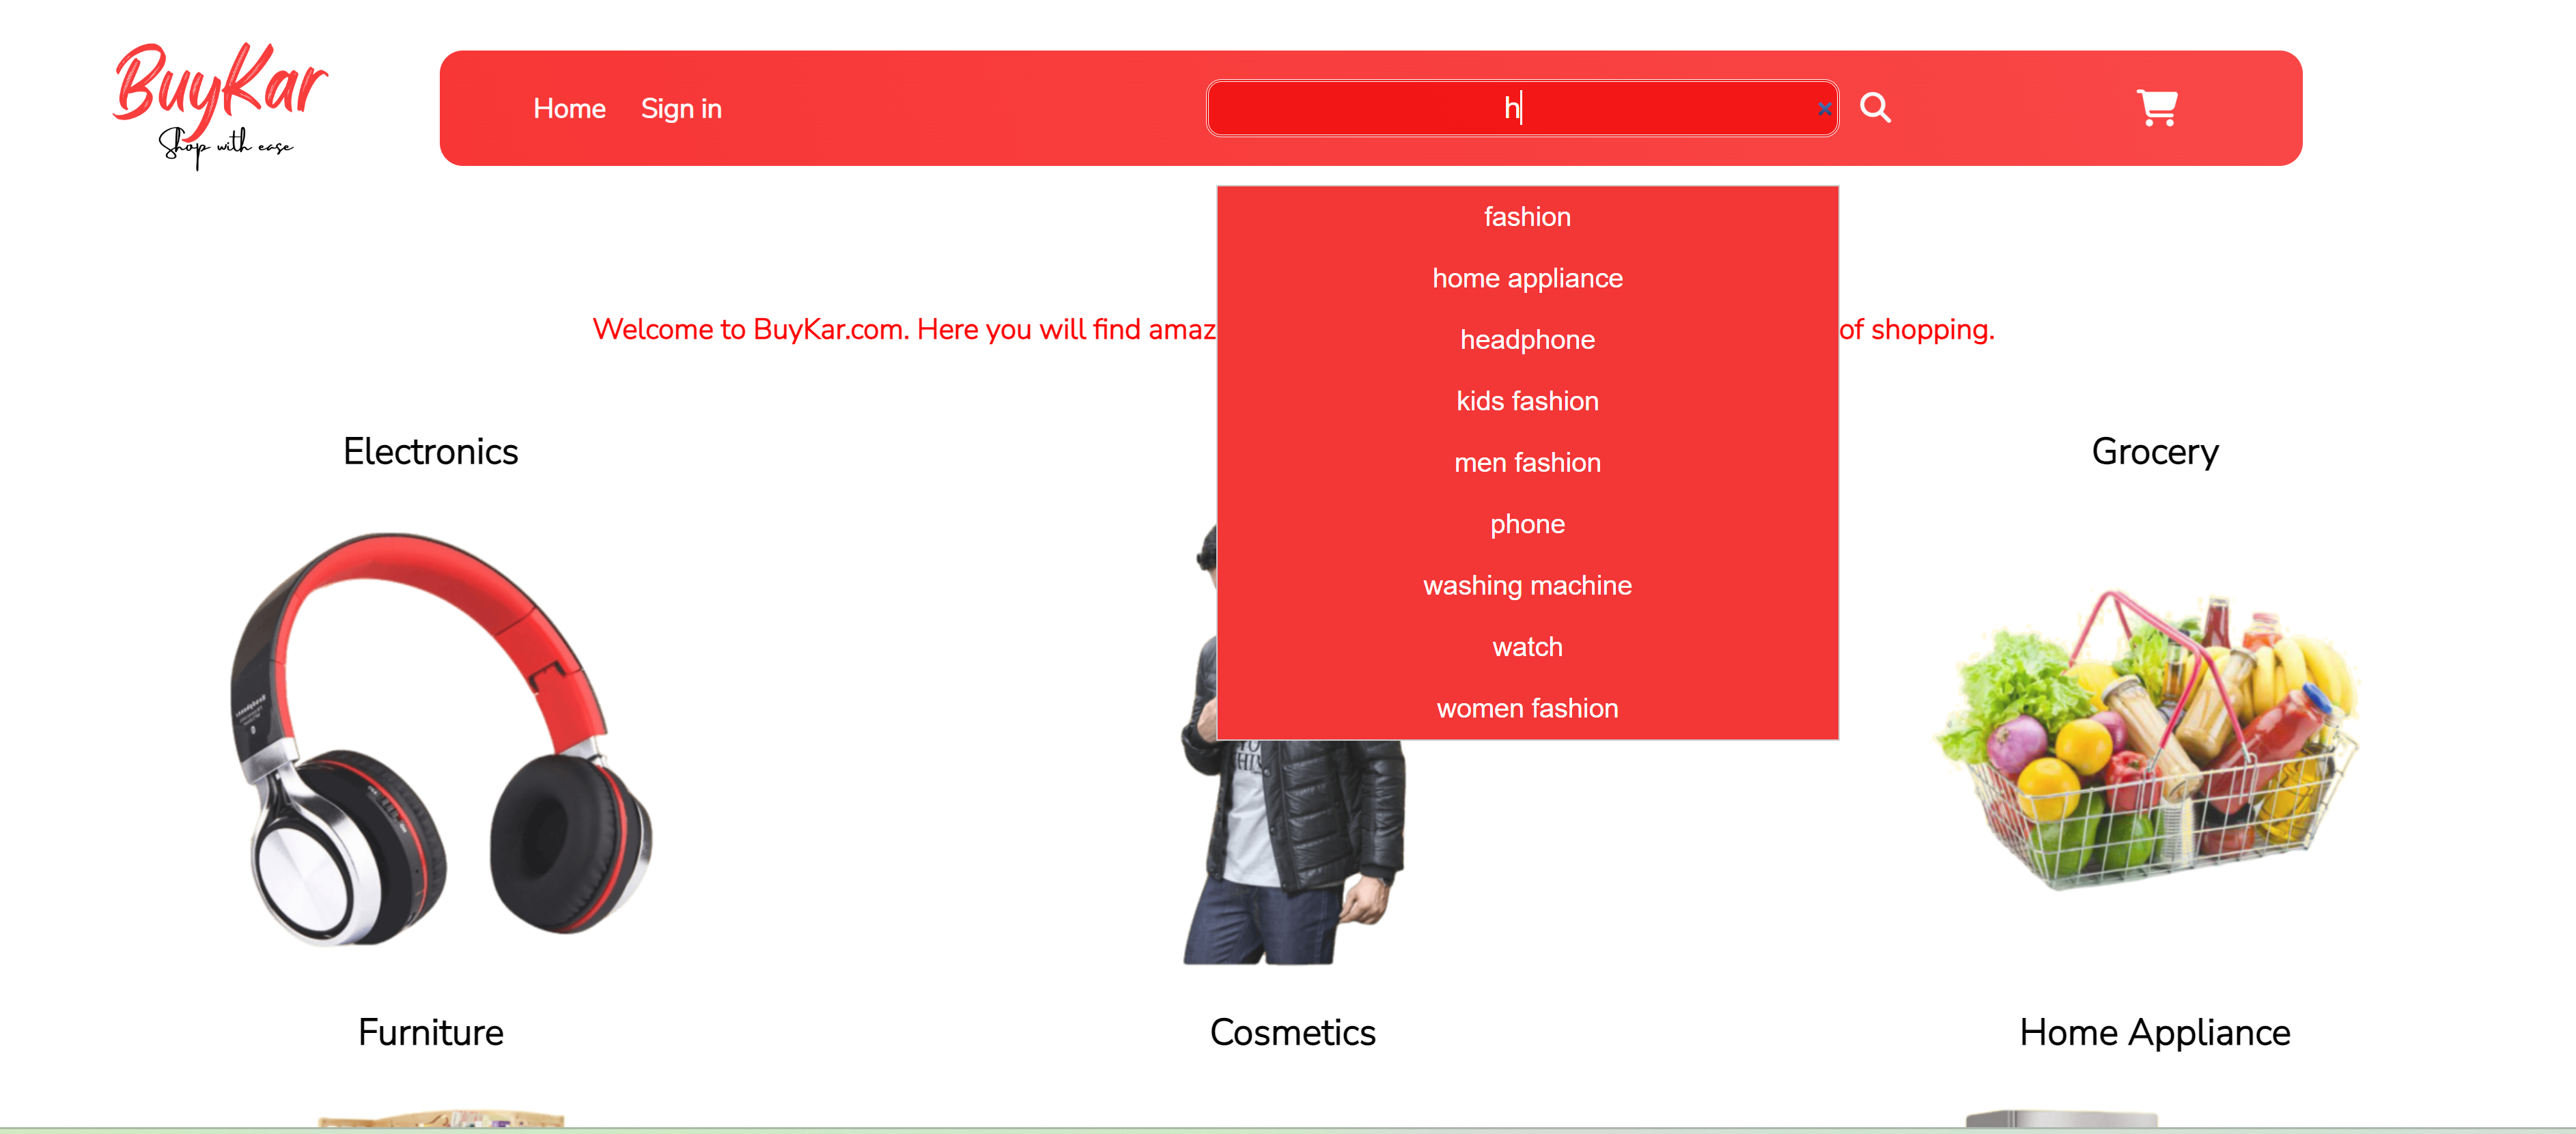 BuyKar
Shop with ease
Home
Sign in
h
fashion
home appliance
headphone
kids fashion
men fashion
phone
washing machine
watch
women fashion
Welcome to BuyKar.com. Here you will find amaz
of shopping.
Electronics
Grocery
Furniture
Cosmetics
Home Appliance